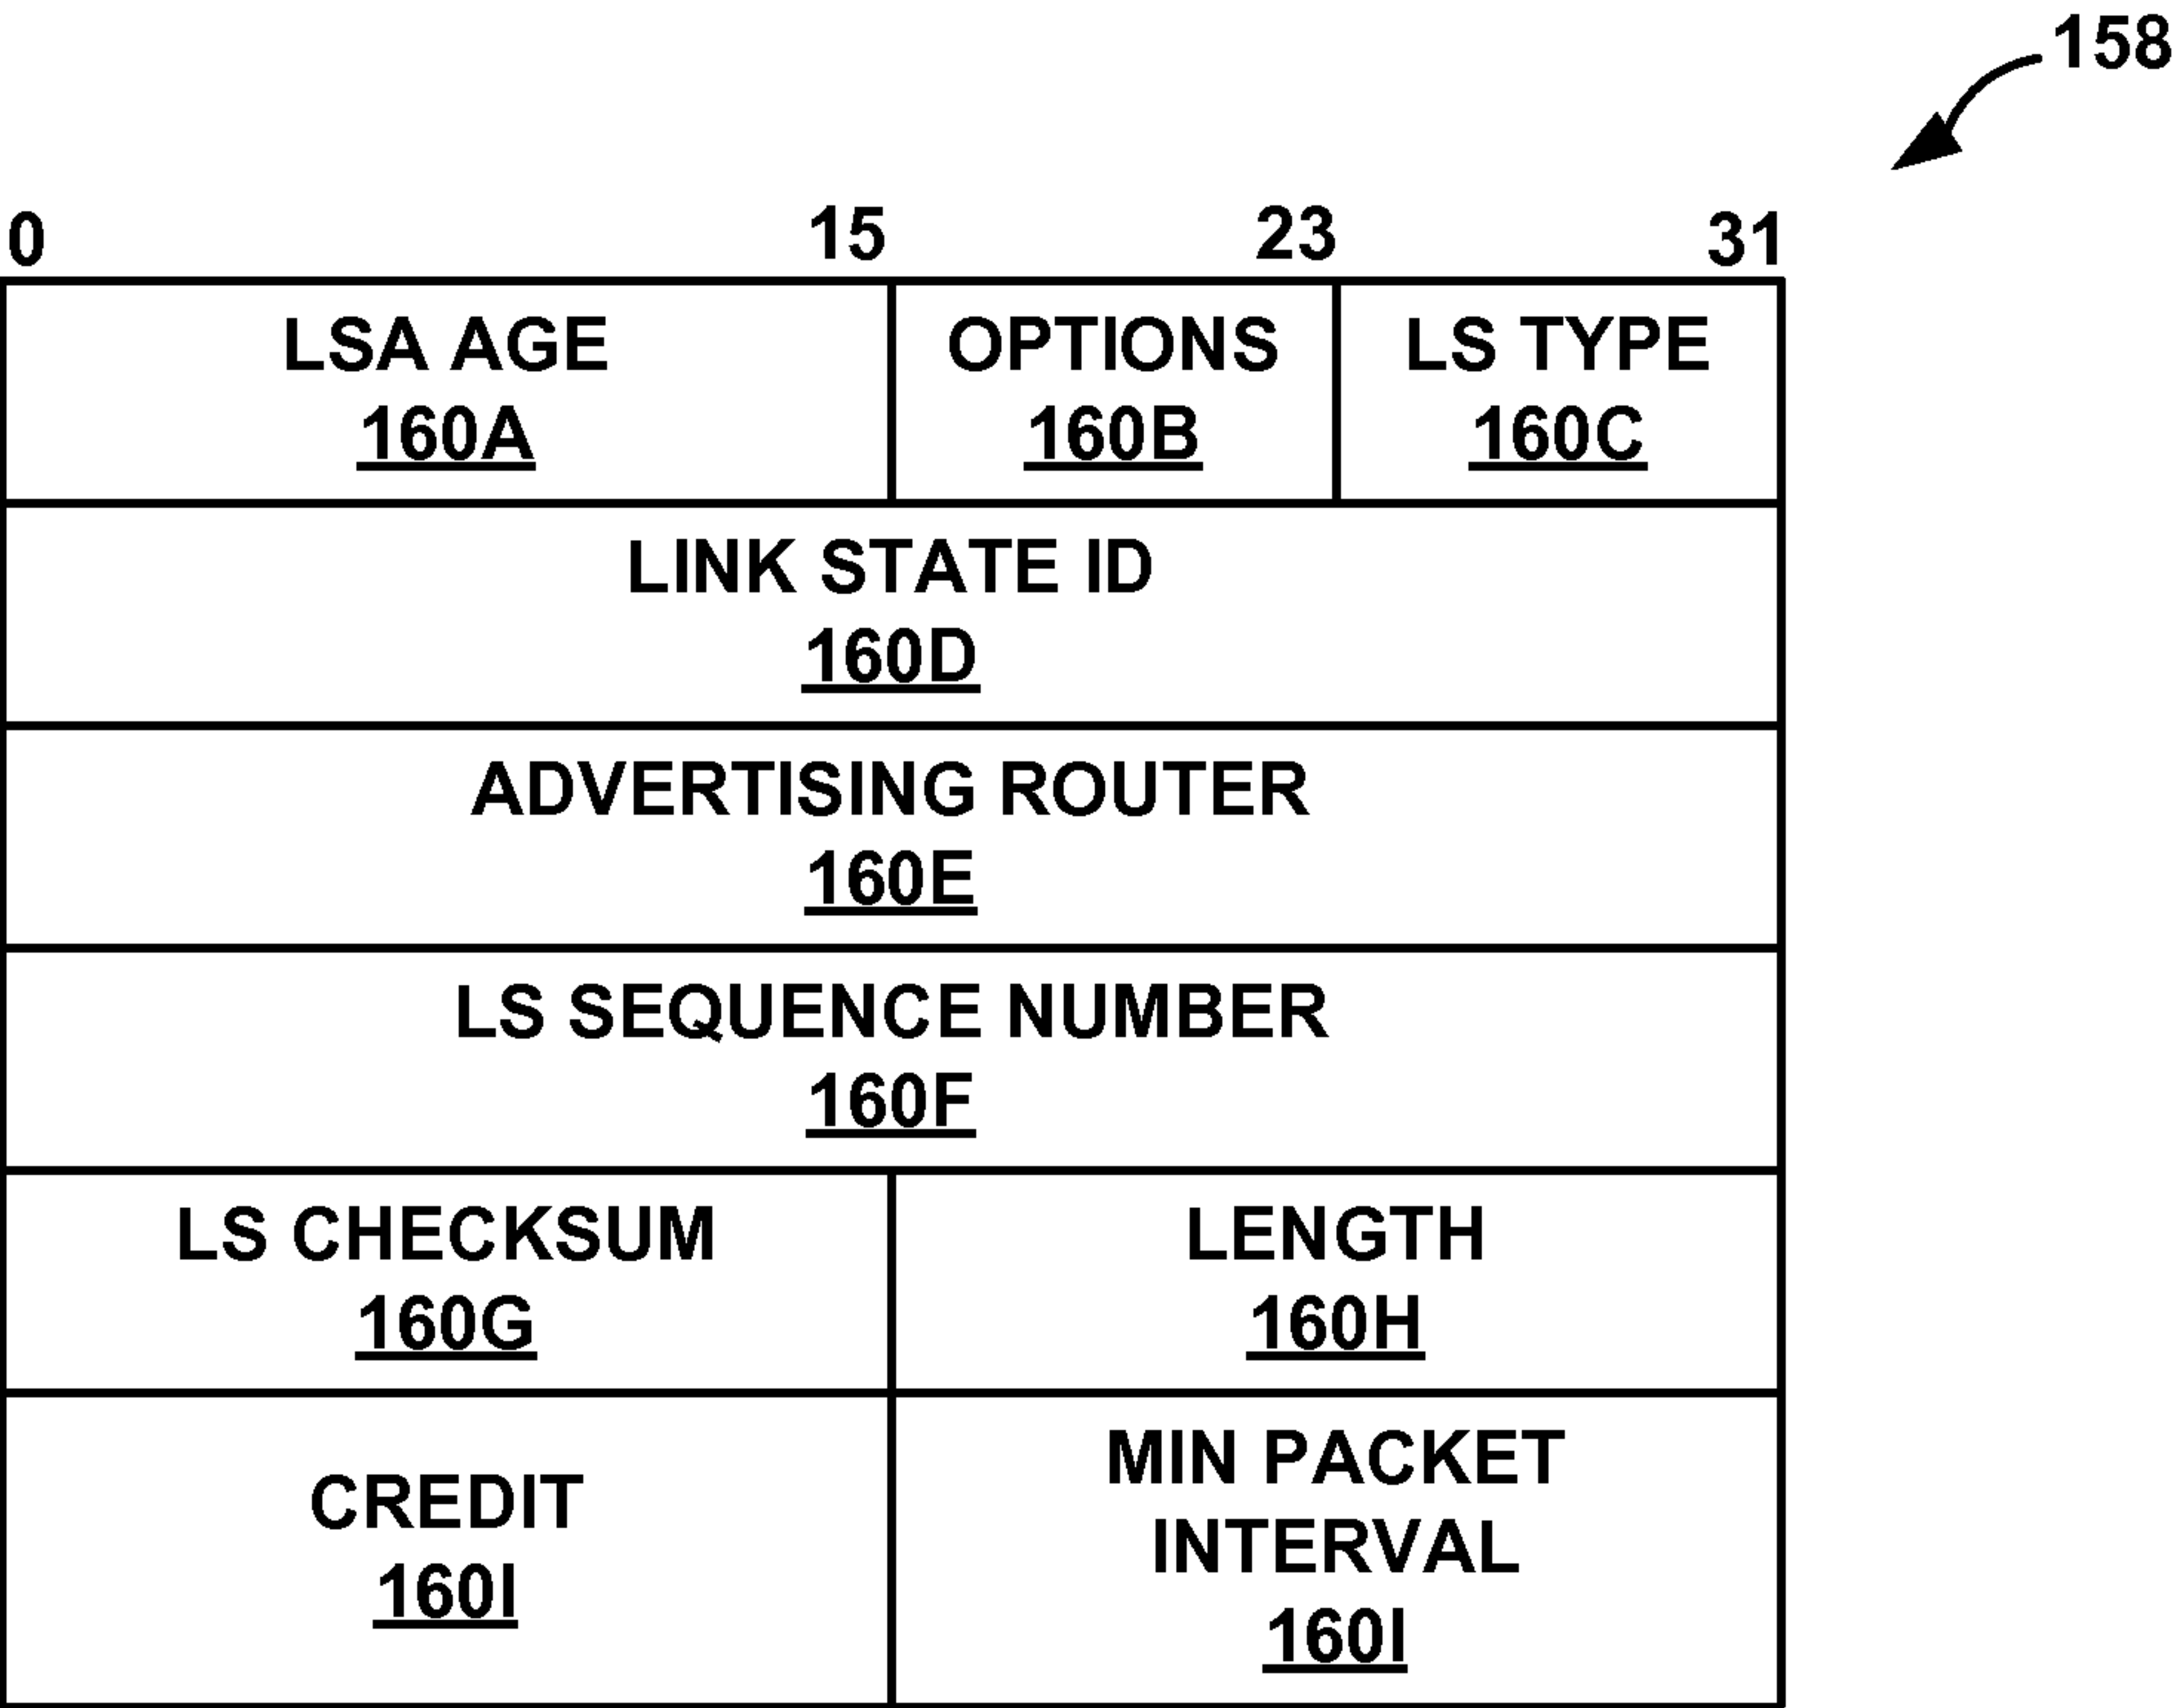 158
0 15 23 31
LSA AGE OPTIONS LS TYPE
160A 160B 160C
LINK STATE ID
160D
ADVERTISING ROUTER
160E
LS SEQUENCE NUMBER
160F
LS CHECKSUM LENGTH
160G 160H
CREDIT
160I
MIN PACKET
INTERVAL
160I